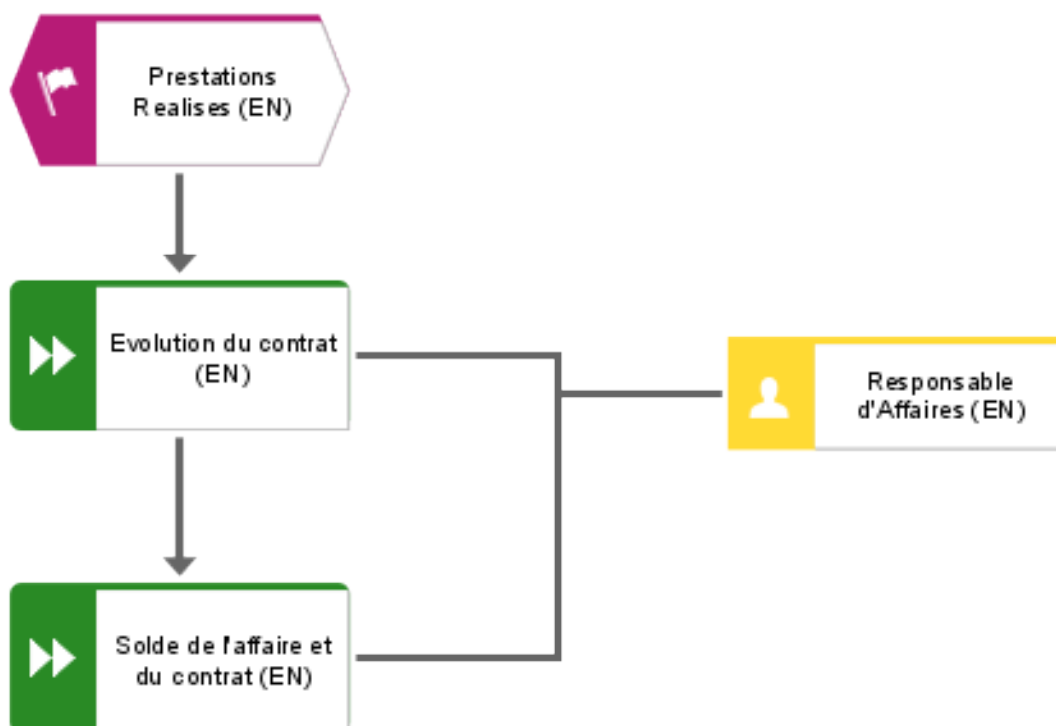 Prestations
Realises (EN)
Evolution du contrat
(EN)
Responsable
d'Affaires (EN)
Solde de l'affaire et
du contrat (EN)